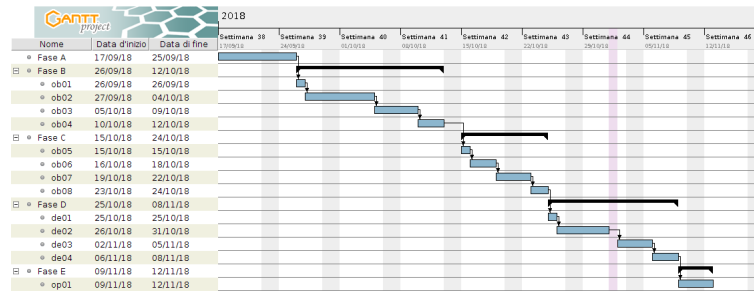 GANTT project
2018
Settimana 38 Settimana 39 Settimana 40 Settimana 41 Settimana 42 Settimana 43 Settimana 44 Settimana 45 Settimana 46
17/09/18 24/09/18 01/10/18 08/10/18 15/10/18 22/10/18 29/10/18 05/11/18 12/11/18
Nome Data d'inizio Data di fine
Fase A 17/09/18 25/09/18
Fase B 26/09/18 12/10/18
ob01 26/09/18 26/09/18
ob02 27/09/18 04/10/18
ob03 05/10/18 09/10/18
ob04 10/10/18 12/10/18
Fase C 15/10/18 24/10/18
ob05 15/10/18 15/10/18
ob06 16/10/18 18/10/18
ob07 19/10/18 22/10/18
ob08 23/10/18 24/10/18
Fase D 25/10/18 08/11/18
de01 25/10/18 25/10/18
de02 26/10/18 31/10/18
de03 02/11/18 05/11/18
de04 06/11/18 08/11/18
Fase E 09/11/18 12/11/18
op01 09/11/18 12/11/18